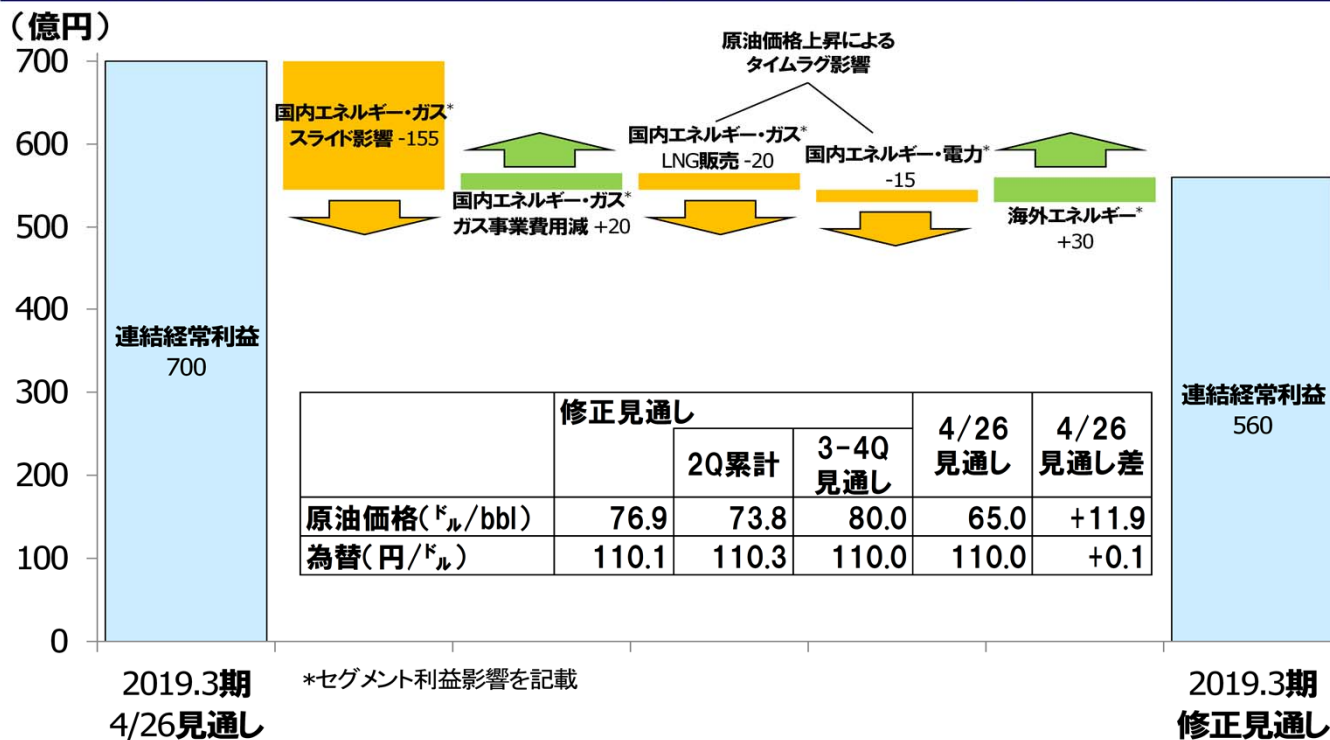 （億円）
700
600
500
400
300
200
100
0
連結経常利益
700
国内エネルギー・ガス*
スライド影響 -155
国内エネルギー・ガス*
ガス事業費用減 +20
原油価格上昇による
タイムラグ影響
国内エネルギー・ガス*
LNG販売 -20
国内エネルギー・電力*
-15
海外エネルギー*
+30
連結経常利益
560
修正見通し 4/26 4/26
2Q累計 3-4Q 見通し 見通し差
見通し
原油価格(ﾄﾞﾙ/bbl) 76.9 73.8 80.0 65.0 +11.9
為替(円/ﾄﾞﾙ) 110.1 110.3 110.0 110.0 +0.1
2019.3期
4/26見通し
*セグメント利益影響を記載
2019.3期
修正見通し